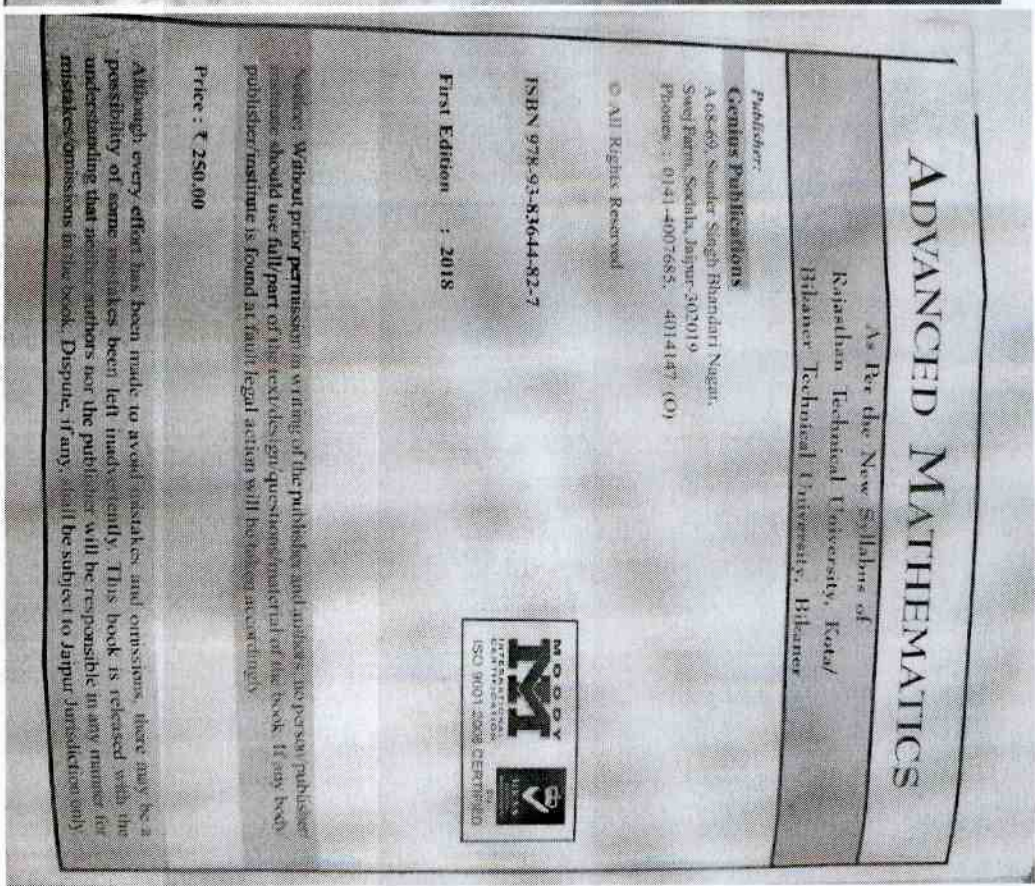 ADVANCED MATHEMATICS
As Per the New Syllabus of
Rajasthan Technical University, Kota/
Bikaner Technical University, Bikaner
Publisher:
Genius Publications
A 68-69, Sunder Singh Bhandari Nagar,
Swej Farm, Sodala, Jaipur-302019
Phones : 0141-4007685, 4014147 (O)
© All Rights Reserved
ISBN 978-93-83644-82-7
First Edition : 2018
MOODY
INTERNATIONAL
CERTIFICATION
ISO 9001 2008 CERTIFIED
Notice: Without prior permission in writing of the publisher and authors, no person/publisher/
institute should use full/part of the text/design/questions/material of the book. If any body/
publisher/institute is found at fault legal action will be taken accordingly.
Price : ₹ 250.00
Although every effort has been made to avoid mistakes and omissions, there may be a
possibility of some mistakes been left inadvertently. This book is released with the
understanding that neither authors nor the publisher will be responsible in any manner for
mistakes/omissions in the book. Dispute, if any, shall be subject to Jaipur Jurisdiction only